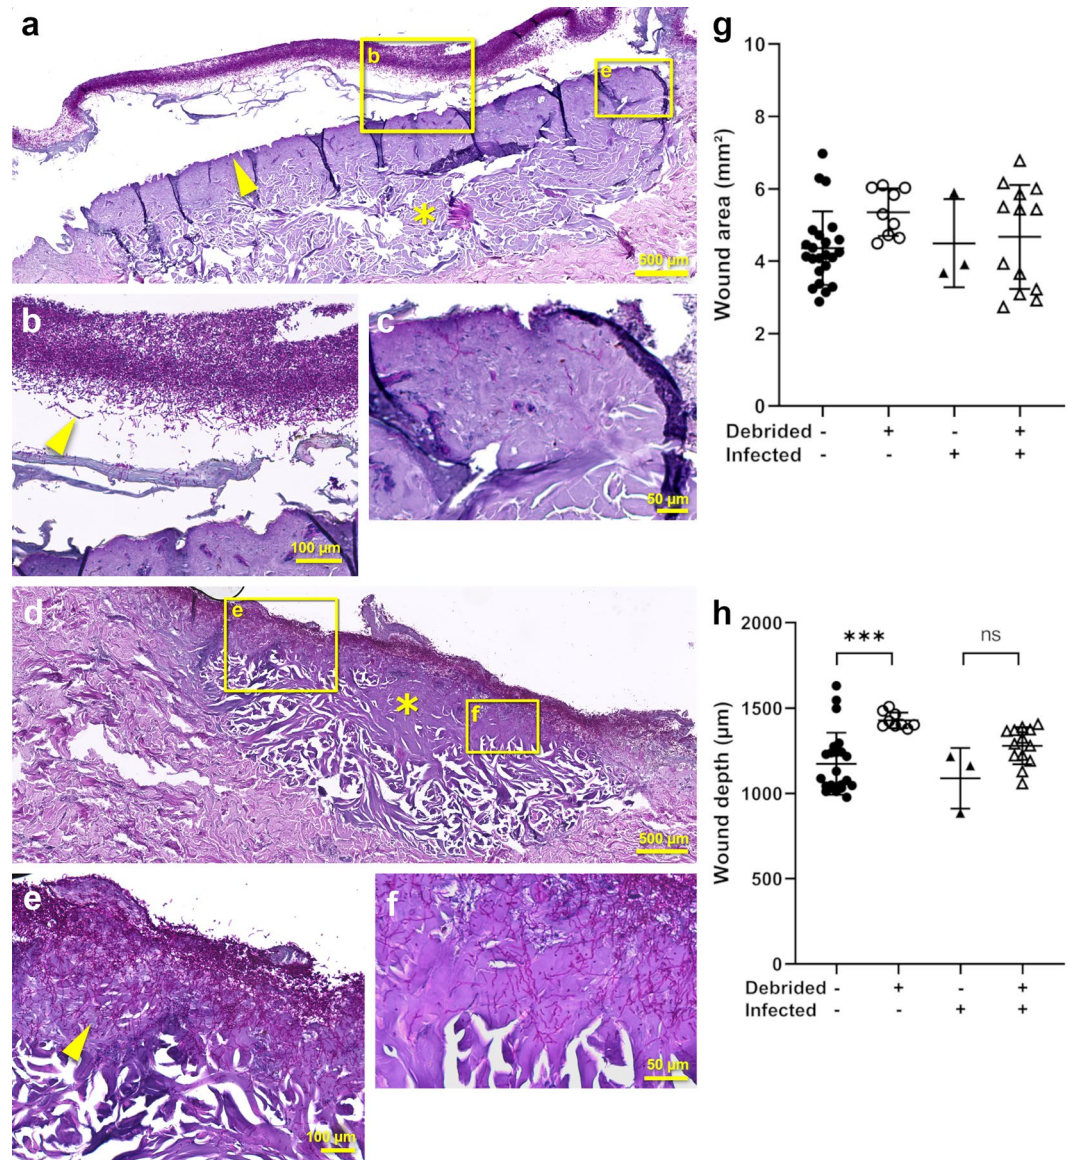 a
b
e
500 µm
b
100 µm
c
50 µm
d
e
f
500 µm
e
100 µm
f
50 µm
g
Wound area (mm²)
10
8
6
4
2
0
Debrided - + - +
Infected - - + +
h
Wound depth (µm)
2000
1500
1000
500
0
*** ns
Debrided - + - +
Infected - - + +